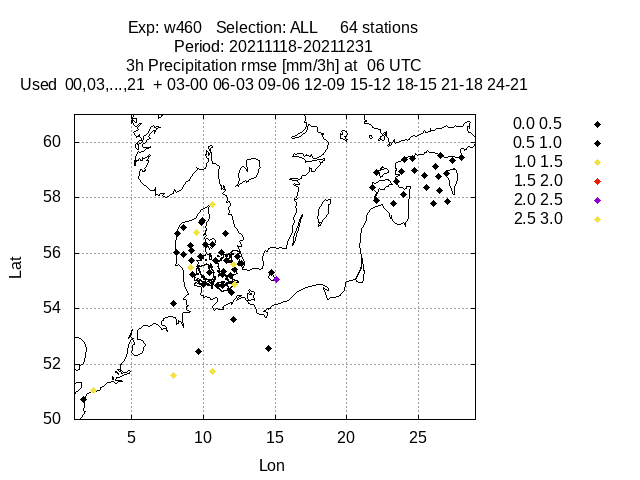 Exp: w460   Selection: ALL     64 stations
Period: 20211118-20211231
3h Precipitation rmse [mm/3h] at  06 UTC
Used  00,03,...,21  + 03-00 06-03 09-06 12-09 15-12 18-15 21-18 24-21
0.0 0.5
0.5 1.0
1.0 1.5
1.5 2.0
2.0 2.5
2.5 3.0
60
58
56
54
52
50
Lat
5 10 15 20 25
Lon